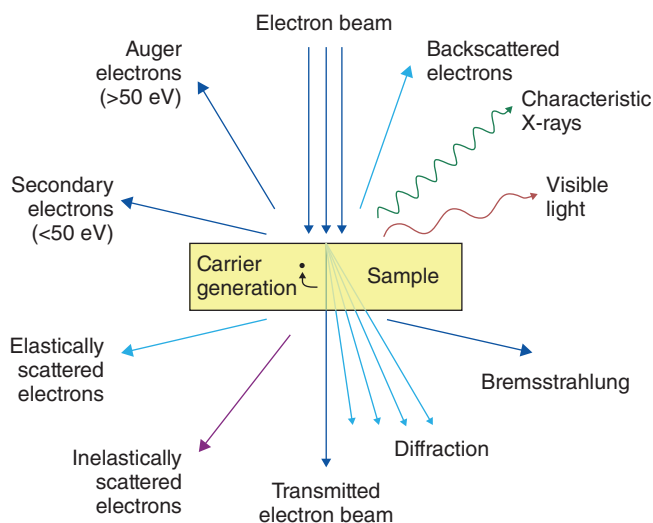 Electron beam
Auger
electrons
(>50 eV)
Backscattered
electrons
Characteristic
X-rays
Secondary
electrons
(<50 eV)
Visible
light
Carrier
generation
Sample
Elastically
scattered
electrons
Bremsstrahlung
Inelastically
scattered
electrons
Diffraction
Transmitted
electron beam